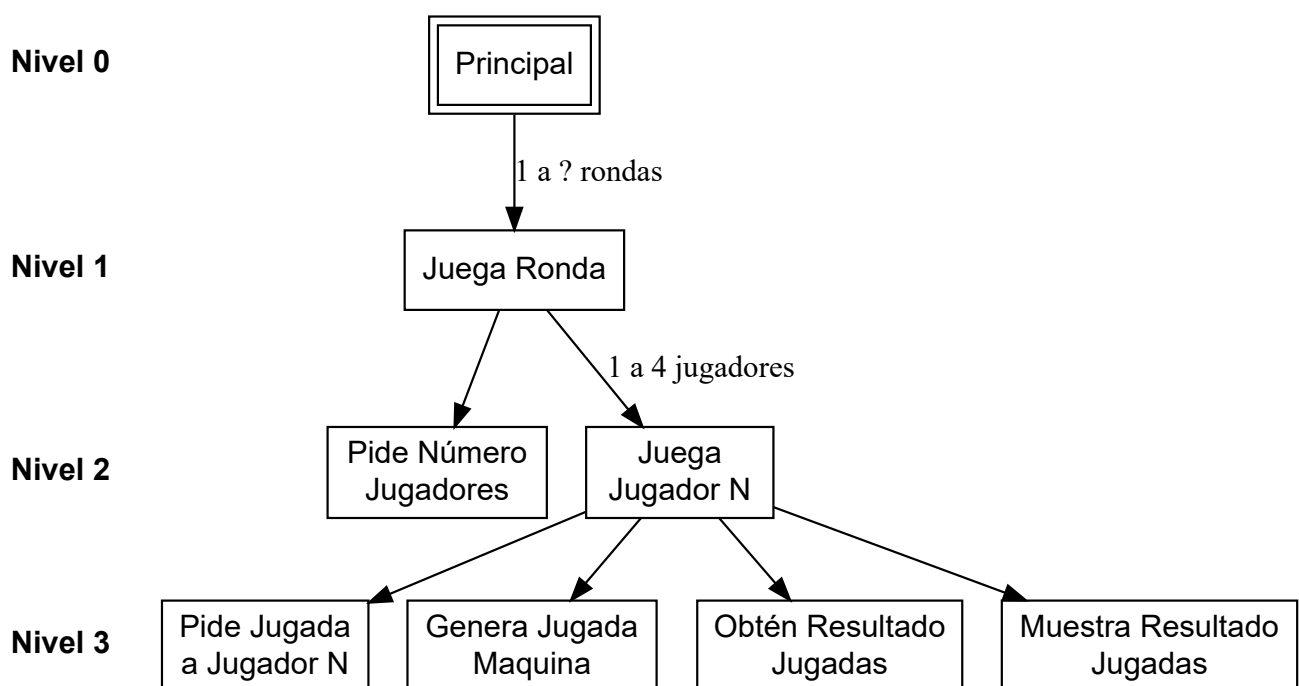 Nivel 0
Principal
1 a ? rondas
Nivel 1
Juega Ronda
1 a 4 jugadores
Nivel 2
Pide Número
Jugadores
Juega
Jugador N
Nivel 3
Pide Jugada
a Jugador N
Genera Jugada
Maquina
Obtén Resultado
Jugadas
Muestra Resultado
Jugadas